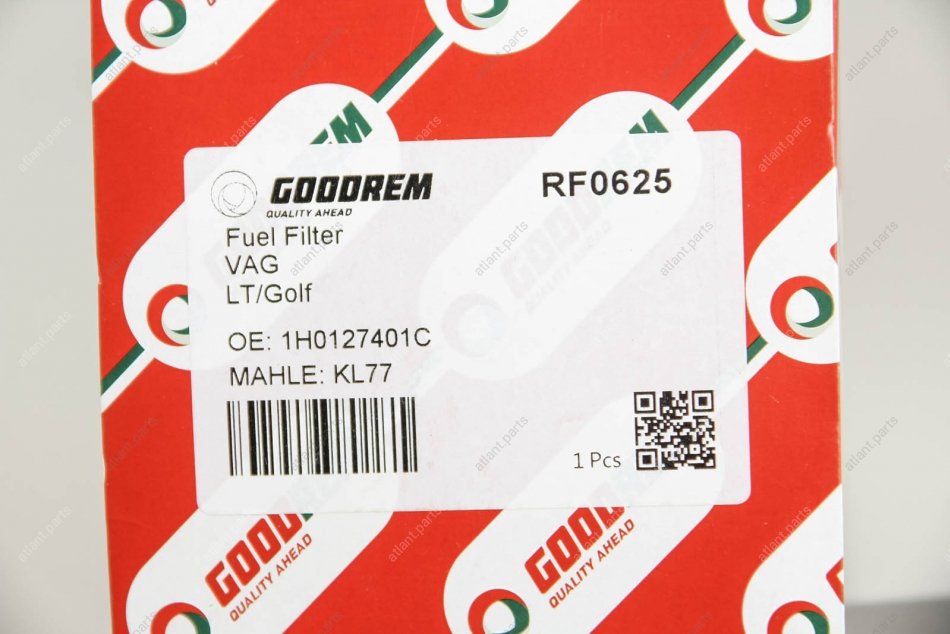 GOODREM
QUALITY AHEAD
RF0625
Fuel Filter
VAG
LT/Golf
OE: 1H0127401C
MAHLE: KL77
1 Pcs
GOODREM
QUALITY AHEAD
GOODREM
QUALITY AHEAD
atlant.parts